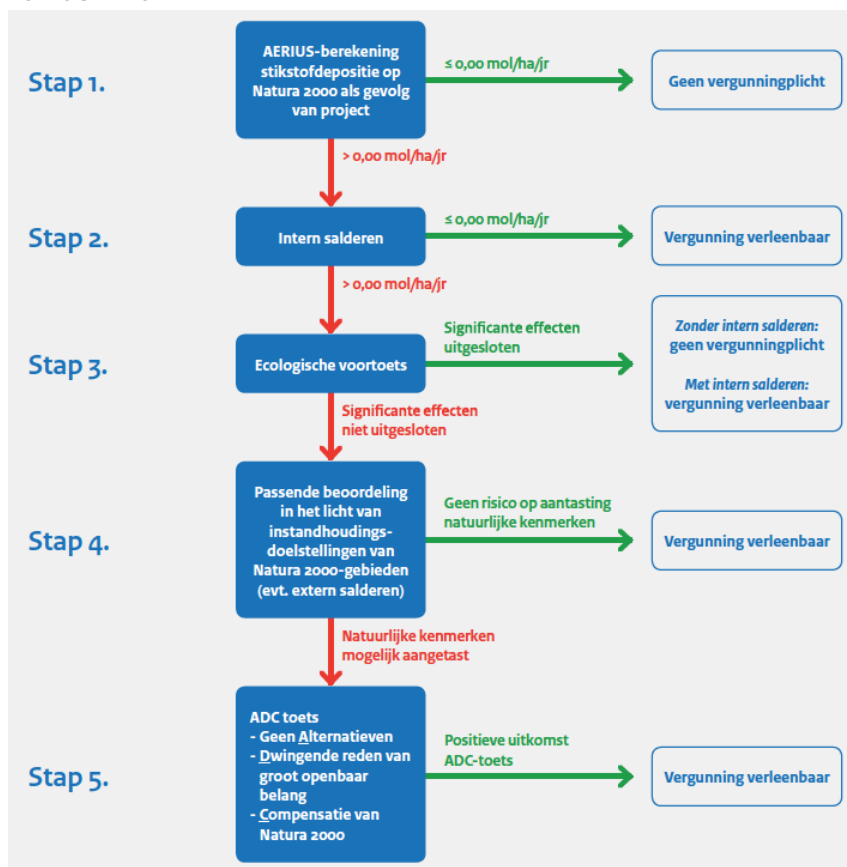 Stap 1.
AERIUS-berekening
stikstofdepositie op
Natura 2000 als gevolg
van project
≤ 0,00 mol/ha/jr
Geen vergunningplicht
> 0,00 mol/ha/jr
Stap 2.
Intern salderen
≤ 0,00 mol/ha/jr
Vergunning verleenbaar
> 0,00 mol/ha/jr
Stap 3.
Ecologische voortoets
Significante effecten
uitgesloten
Zonder intern salderen:
geen vergunningplicht
Met intern salderen:
vergunning verleenbaar
Significante effecten
niet uitgesloten
Stap 4.
Passende beoordeling
in het licht van
instandhoudings-
doelstellingen van
Natura 2000-gebieden
(evt. extern salderen)
Geen risico op aantasting
natuurlijke kenmerken
Vergunning verleenbaar
Natuurlijke kenmerken
mogelijk aangetast
Stap 5.
ADC toets
- Geen Alternatieven
- Dwingende reden van
groot openbaar
belang
- Compensatie van
Natura 2000
Positieve uitkomst
ADC-toets
Vergunning verleenbaar